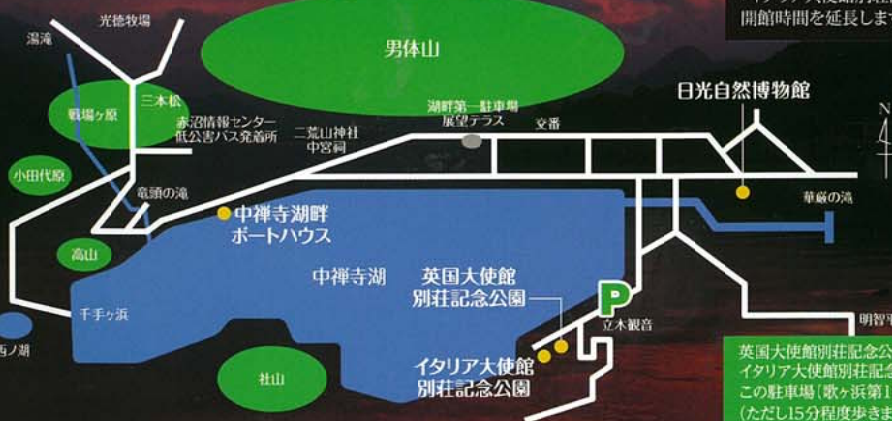 開館時間を延長しま
光徳牧場
湯滝
男体山
日光自然博物館
戦場ヶ原
三本松
赤沼情報センター
低公害バス発着所
二荒山神社
中宮祠
湖畔第一駐車場
展望テラス
交番
N
小田代原
竜頭の滝
中禅寺湖畔
ボートハウス
華厳の滝
高山
中禅寺湖
英国大使館
別荘記念公園
千手ヶ浜
P
立木観音
明智平
西ノ湖
社山
イタリア大使館
別荘記念公園
英国大使館別荘記念公
イタリア大使館別荘記念
この駐車場[歌ヶ浜第1
(ただし15分程度歩きま